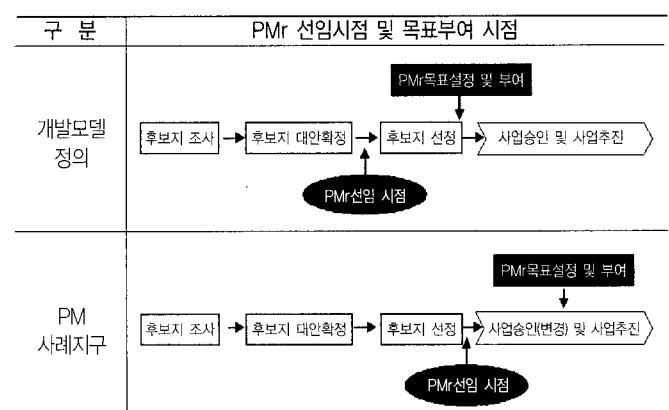 구 분
PMr 선임시점 및 목표부여 시점
개발모델
정의
PMr목표설정 및 부여
후보지 조사
후보지 대안확정
후보지 선정
사업승인 및 사업추진
PMr선임 시점
PM
사례지구
PMr목표설정 및 부여
후보지 조사
후보지 대안확정
후보지 선정
사업승인(변경) 및 사업추진
PMr선임 시점